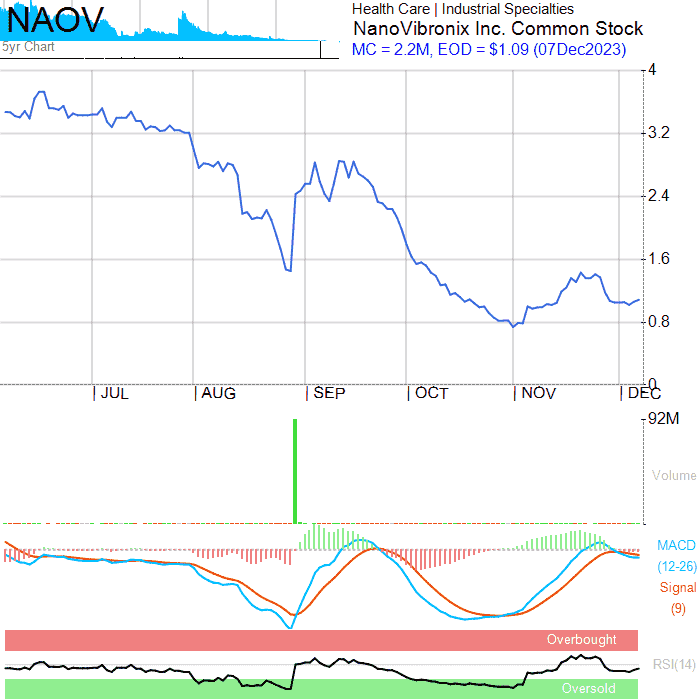 NAOV
5yr Chart
Health Care | Industrial Specialties
NanoVibronix Inc. Common Stock
MC = 2.2M, EOD = $1.09 (07Dec2023)
4
3.2
2.4
1.6
0.8
0
JUL
AUG
SEP
OCT
NOV
DEC
92M
Volume
MACD
(12-26)
Signal
(9)
Overbought
RSI(14)
Oversold